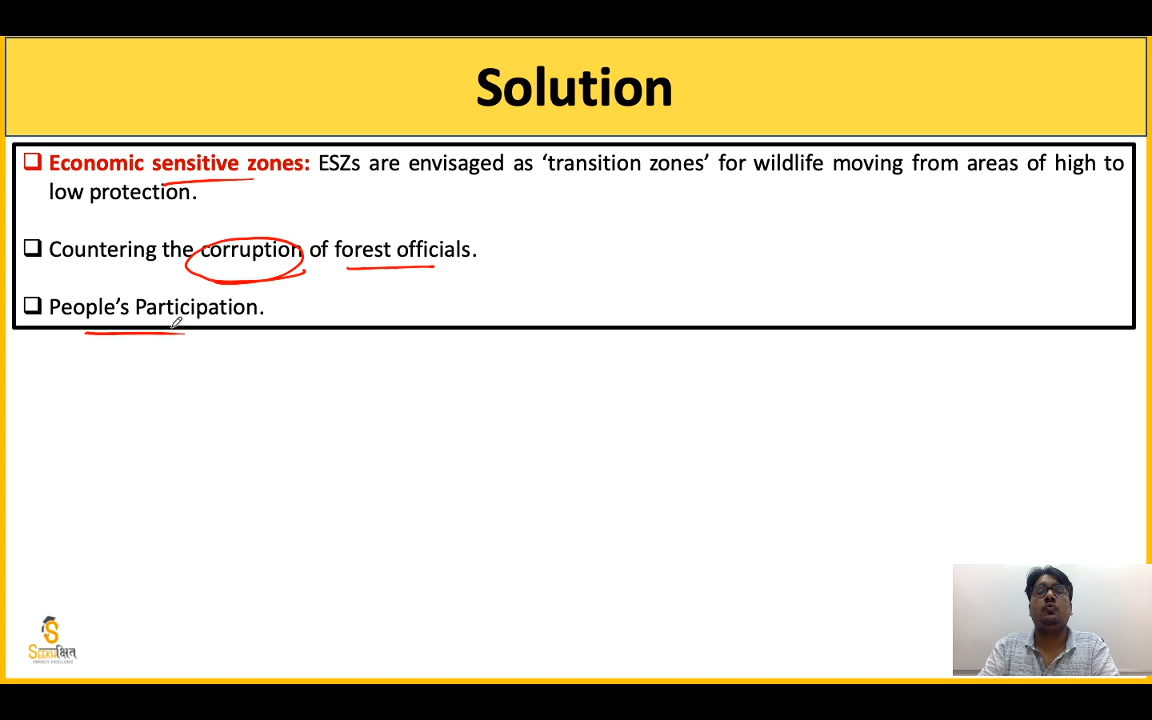 Solution
❑ Economic sensitive zones: ESZs are envisaged as ‘transition zones’ for wildlife moving from areas of high to
low protection.
❑ Countering the corruption of forest officials.
❑ People’s Participation.
SEEKHक्षित